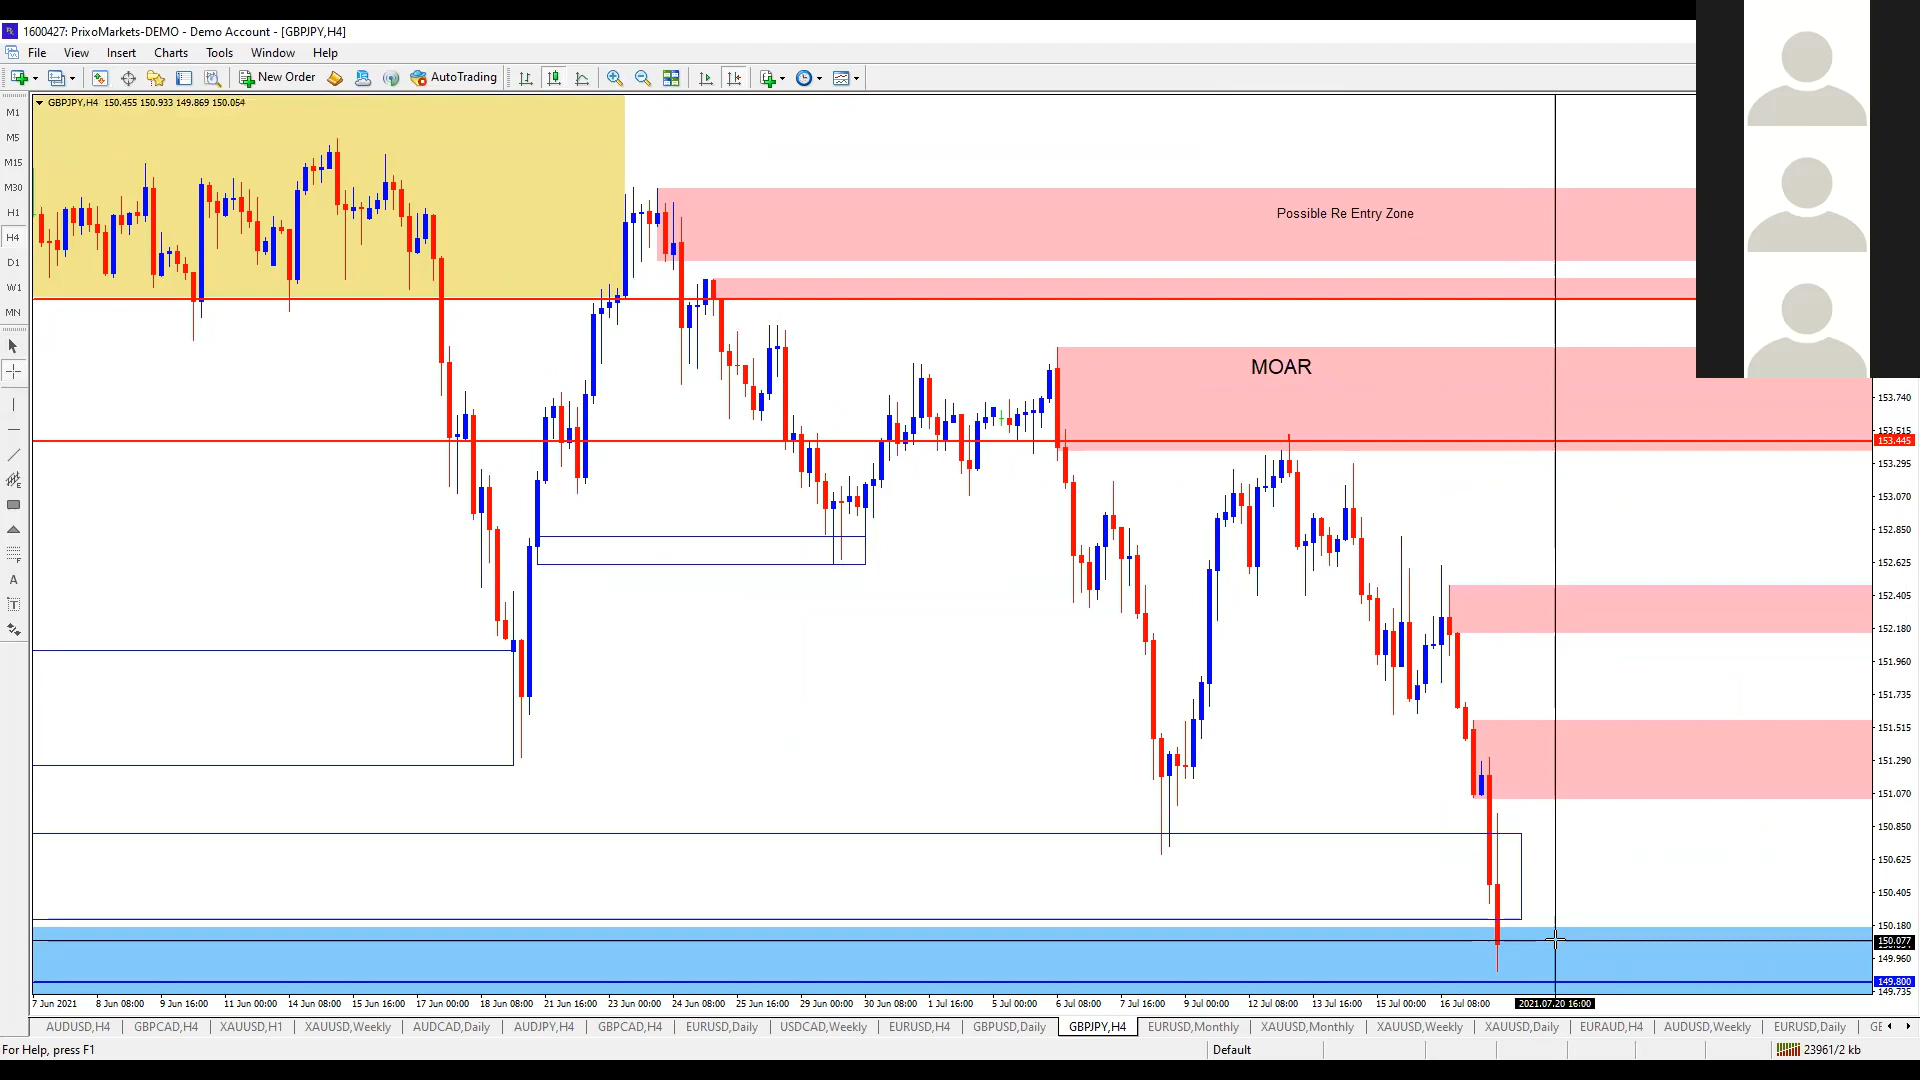 1600427: PrixoMarkets-DEMO - Demo Account - [GBPJPY,H4]
File View Insert Charts Tools Window Help
New Order AutoTrading
M1
M5
M15
M30
H1
H4
D1
W1
MN
GBPJPY,H4 150.455 150.933 149.869 150.054
Possible Re Entry Zone
MOAR
153.740
153.515
153.445
153.295
153.070
152.850
152.625
152.405
152.180
151.960
151.735
151.515
151.290
151.070
150.850
150.625
150.405
150.180
150.077
149.960
149.800
149.735
7 Jun 2021 8 Jun 08:00 9 Jun 16:00 11 Jun 00:00 14 Jun 08:00 15 Jun 16:00 17 Jun 00:00 18 Jun 08:00 21 Jun 16:00 23 Jun 00:00 24 Jun 08:00 25 Jun 16:00 29 Jun 00:00 30 Jun 08:00 1 Jul 16:00 5 Jul 00:00 6 Jul 08:00 7 Jul 16:00 9 Jul 00:00 12 Jul 08:00 13 Jul 16:00 15 Jul 00:00 16 Jul 08:00 2021.07.20 16:00
AUDUSD,H4 GBPCAD,H4 XAUUSD,H1 XAUUSD,Weekly AUDCAD,Daily AUDJPY,H4 GBPCAD,H4 EURUSD,Daily USDCAD,Weekly EURUSD,H4 GBPUSD,Daily GBPJPY,H4 EURUSD,Monthly XAUUSD,Monthly XAUUSD,Weekly XAUUSD,Daily EURAUD,H4 AUDUSD,Weekly EURUSD,Daily
For Help, press F1 Default 23961/2 kb